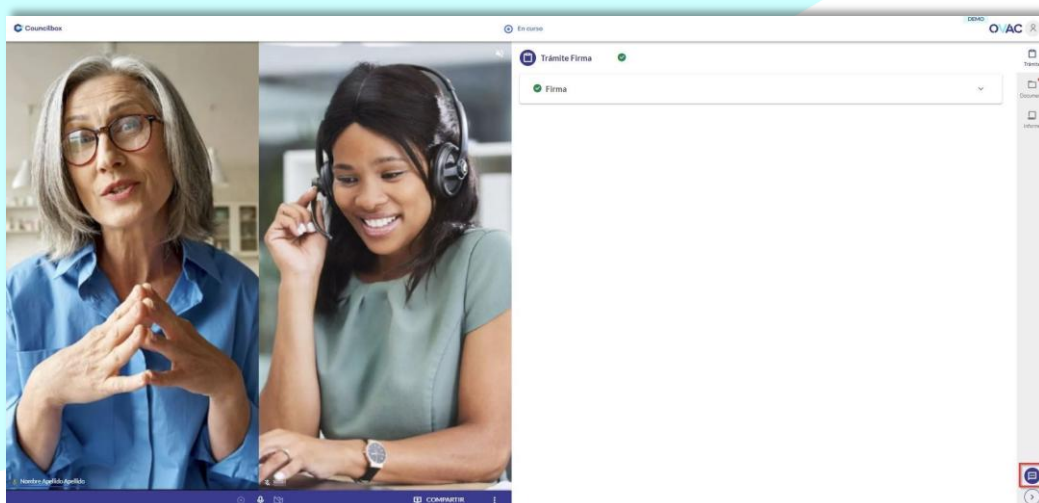 Councilbox
En curso
DEMO
OVAC
Trámite Firma
Firma
Nombre Apellido Apellido
COMPARTIR